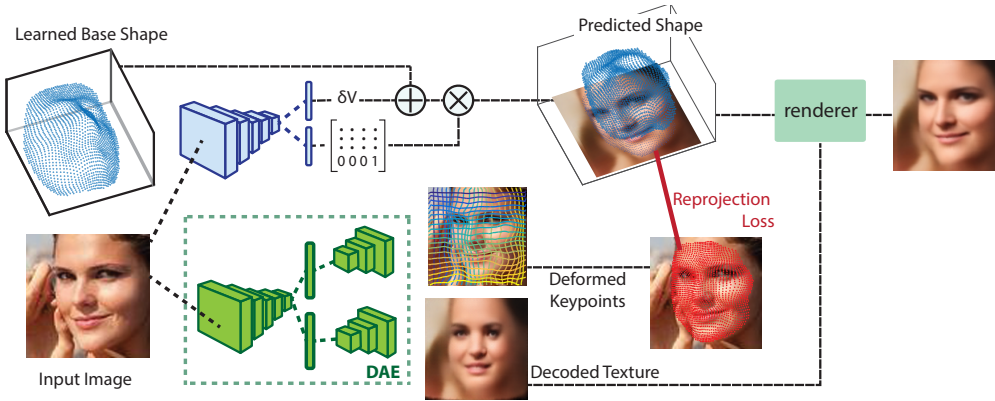 Learned Base Shape
Predicted Shape
δV
0 0 0 1
renderer
Reprojection
Loss
Deformed
Keypoints
Input Image
DAE
Decoded Texture